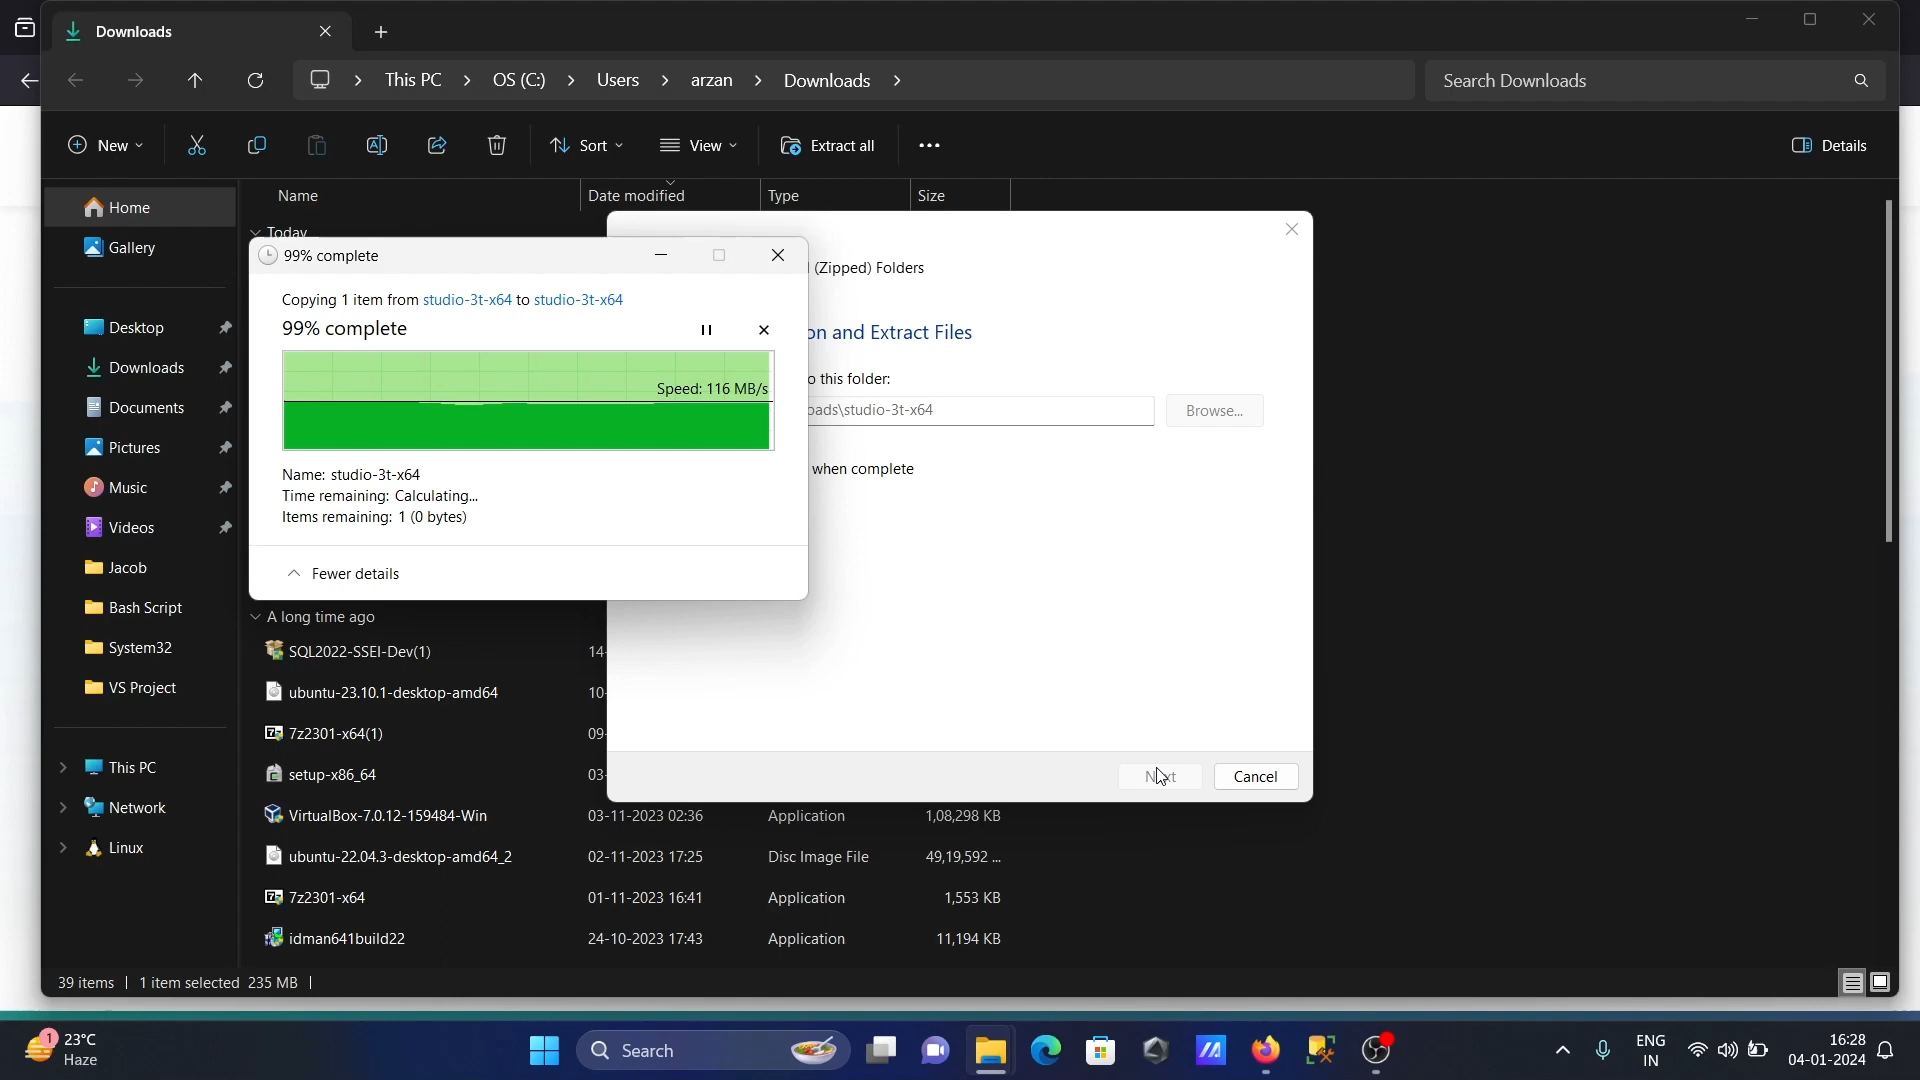 Downloads
This PC
OS (C:)
Users
arzan
Downloads
Search Downloads
New
Sort
View
Extract all
Details
Name
Date modified
Type
Size
Home
Gallery
Desktop
Downloads
Documents
Pictures
Music
Videos
Jacob
Bash Script
System32
VS Project
This PC
Network
Linux
Today
99% complete
Copying 1 item from studio-3t-x64 to studio-3t-x64
99% complete
Speed: 116 MB/s
Name: studio-3t-x64
Time remaining: Calculating...
Items remaining: 1 (0 bytes)
Fewer details
(Zipped) Folders
on and Extract Files
o this folder:
oads\studio-3t-x64
Browse...
when complete
Next
Cancel
A long time ago
SQL2022-SSEI-Dev(1) 14-
ubuntu-23.10.1-desktop-amd64 10-
7z2301-x64(1) 09-
setup-x86_64 03-
VirtualBox-7.0.12-159484-Win 03-11-2023 02:36 Application 1,08,298 KB
ubuntu-22.04.3-desktop-amd64_2 02-11-2023 17:25 Disc Image File 49,19,592 ...
7z2301-x64 01-11-2023 16:41 Application 1,553 KB
idman641build22 24-10-2023 17:43 Application 11,194 KB
39 items | 1 item selected 235 MB |
1
23°C
Haze
Search
ENG
IN
16:28
04-01-2024